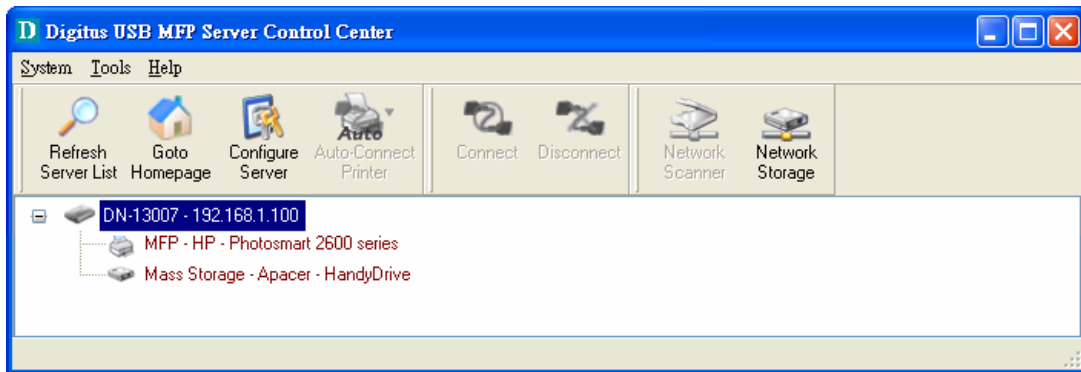 D Digitus USB MFP Server Control Center
System Tools Help
Refresh Server List
Goto Homepage
Configure Server
Auto
Auto-Connect Printer
Connect
Disconnect
Network Scanner
Network Storage
DN-13007 - 192.168.1.100
MFP - HP - Photosmart 2600 series
Mass Storage - Apacer - HandyDrive